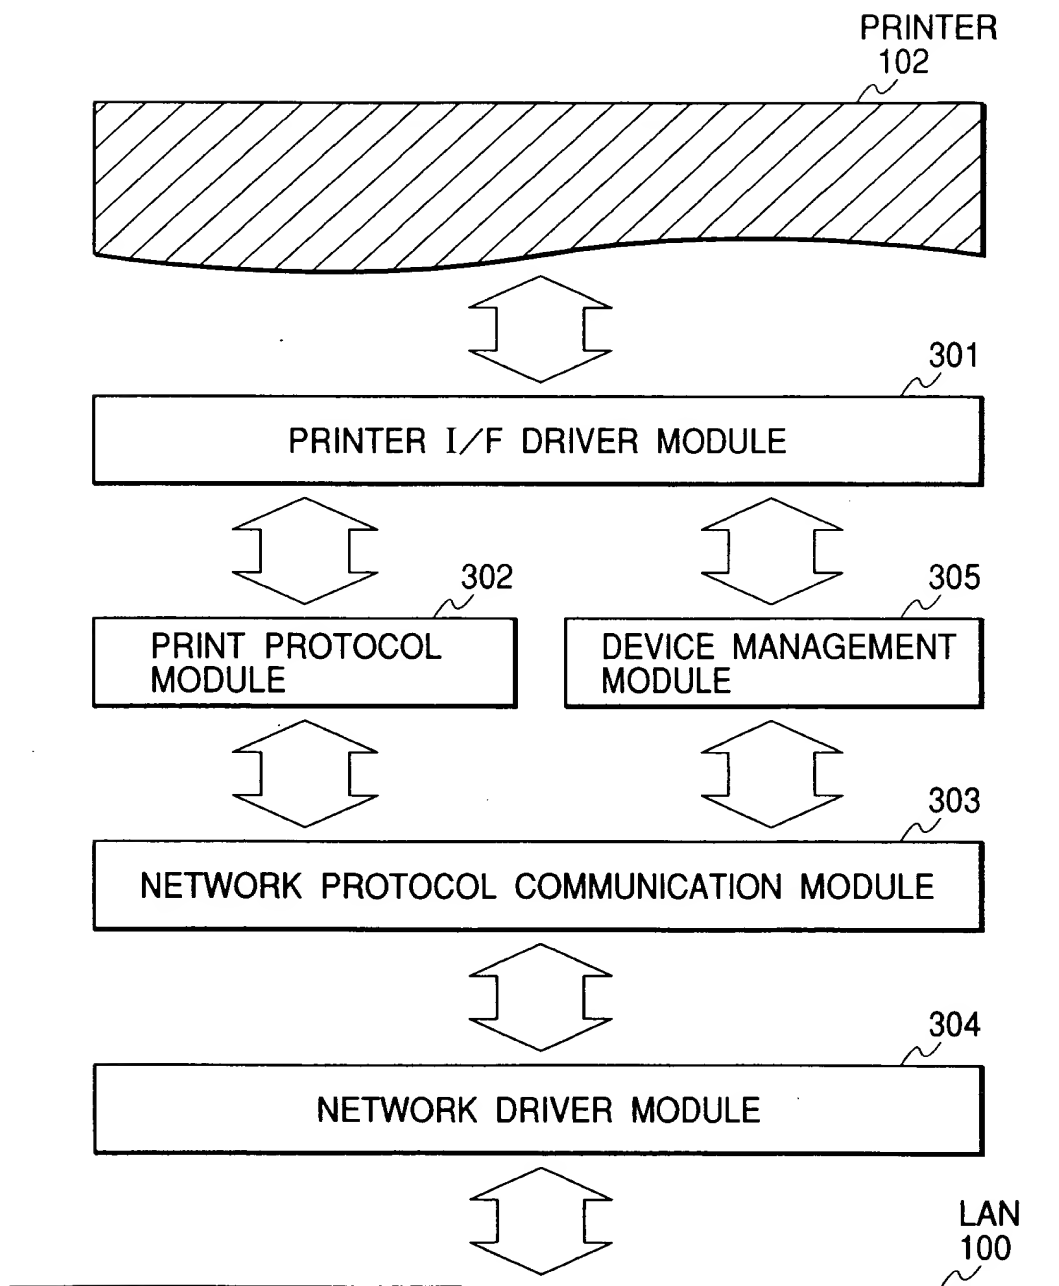 PRINTER
102
301
PRINTER I/F DRIVER MODULE
302
305
PRINT PROTOCOL
MODULE
DEVICE MANAGEMENT
MODULE
303
NETWORK PROTOCOL COMMUNICATION MODULE
304
NETWORK DRIVER MODULE
LAN
100